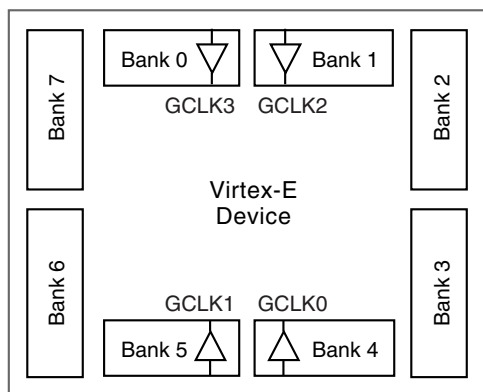 Bank 0
Bank 1
GCLK3
GCLK2
Bank 7
Bank 2
Virtex-E
Device
Bank 6
Bank 3
GCLK1
GCLK0
Bank 5
Bank 4